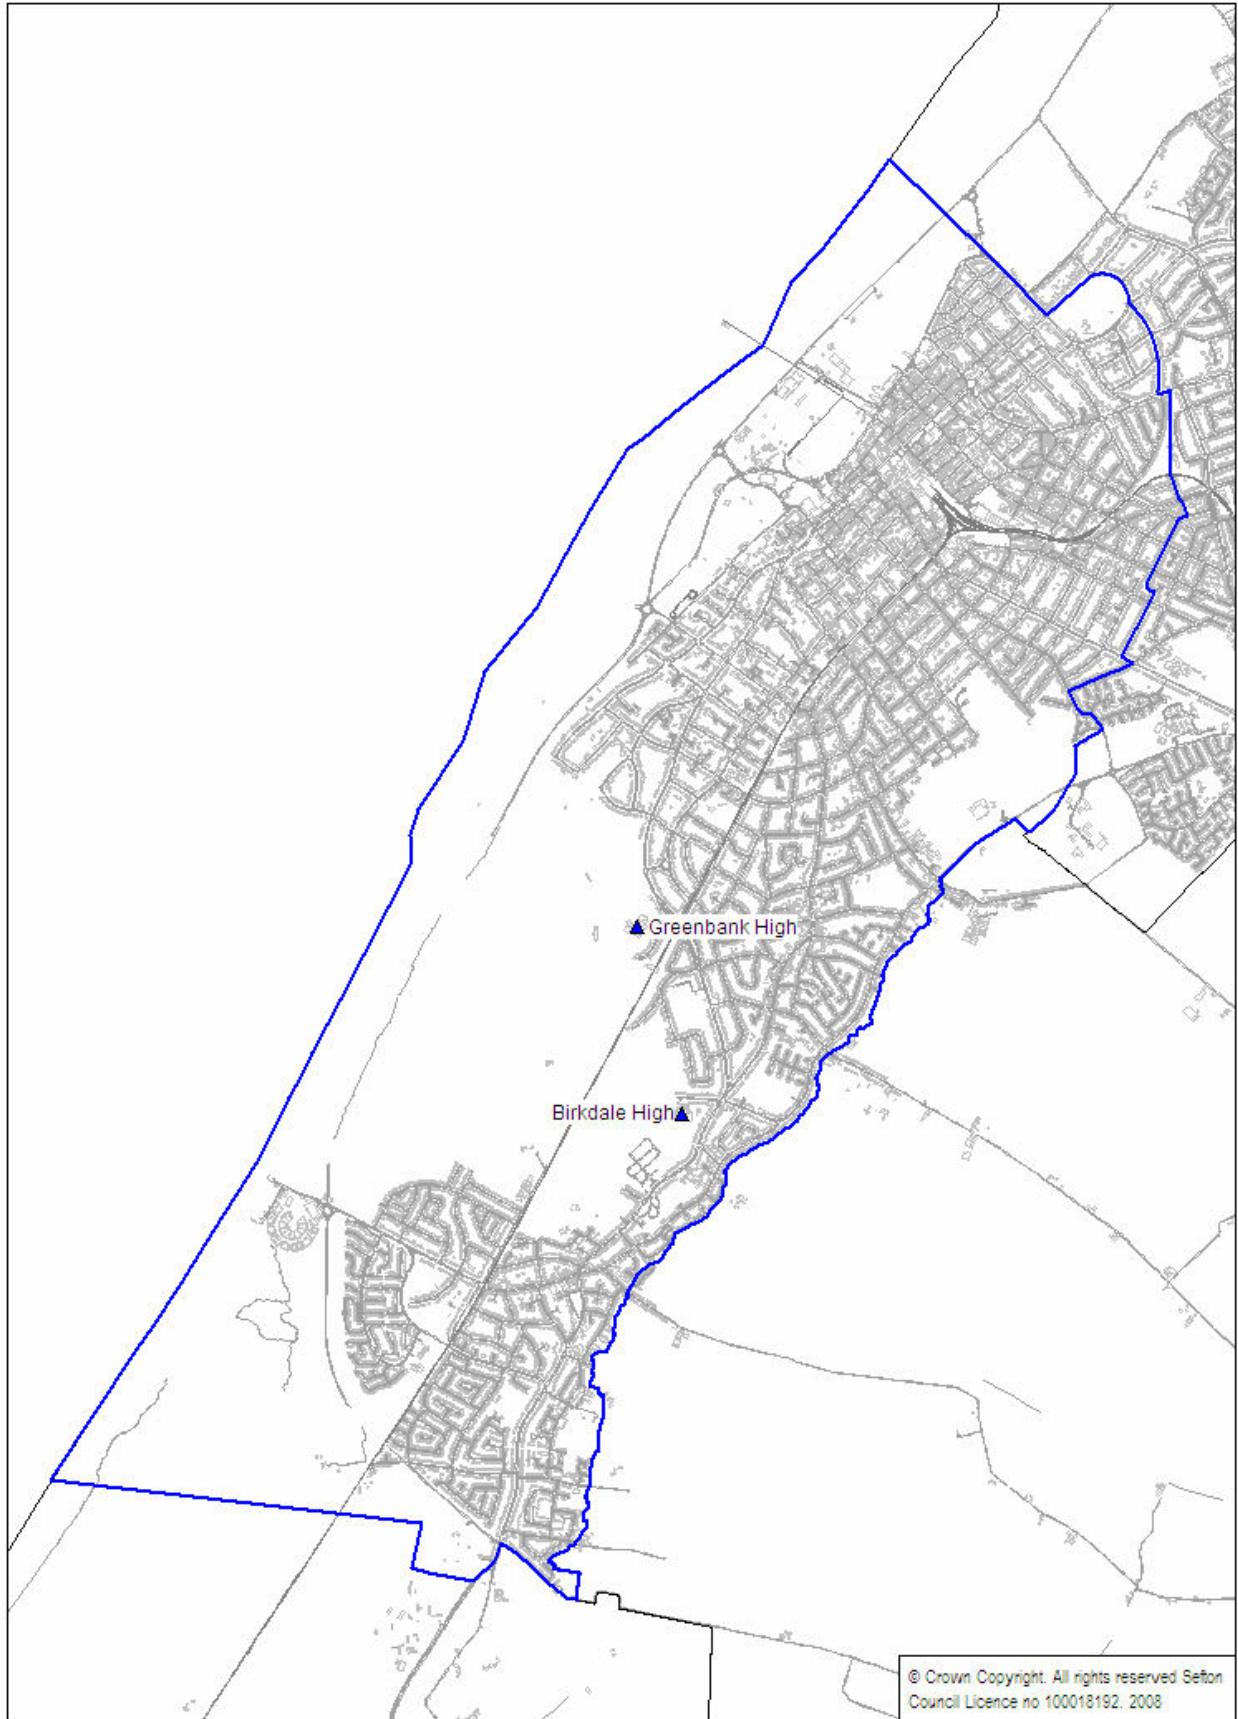 Greenbank High
Birkdale High
© Crown Copyright. All rights reserved Sefton
Council Licence no 100018192. 2008